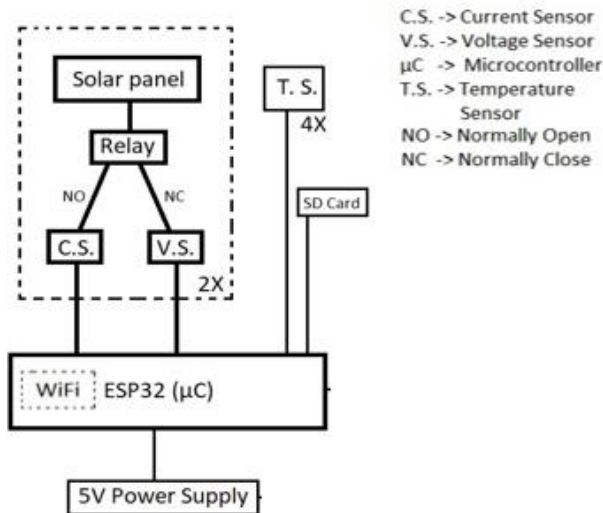 Solar panel
Relay
NO
NC
C.S.
V.S.
2X
T. S.
4X
SD Card
WiFi
ESP32 (µC)
5V Power Supply
C.S. -> Current Sensor
V.S. -> Voltage Sensor
µC -> Microcontroller
T.S. -> Temperature
Sensor
NO -> Normally Open
NC -> Normally Close